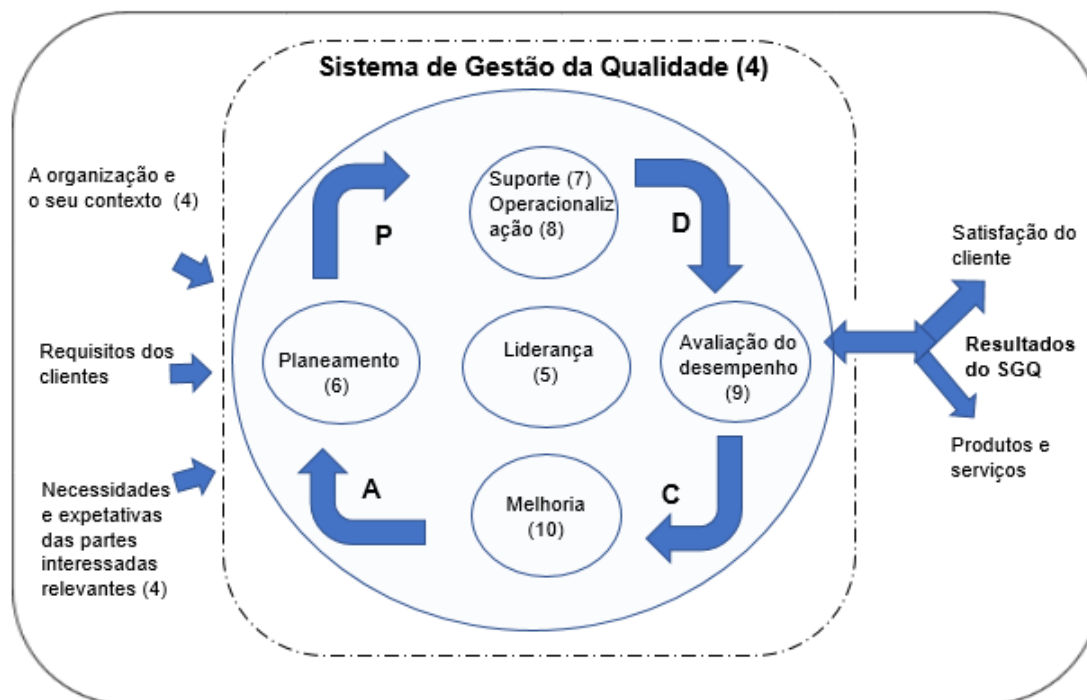 Sistema de Gestão da Qualidade (4)
A organização e
o seu contexto (4)
Requisitos dos
clientes
Necessidades
e expetativas
das partes
interessadas
relevantes (4)
P
Suporte (7)
Operacionaliz
ação (8)
D
Planeamento
(6)
Liderança
(5)
Avaliação do
desempenho
(9)
A
Melhoria
(10)
C
Satisfação do
cliente
Resultados
do SGQ
Produtos e
serviços